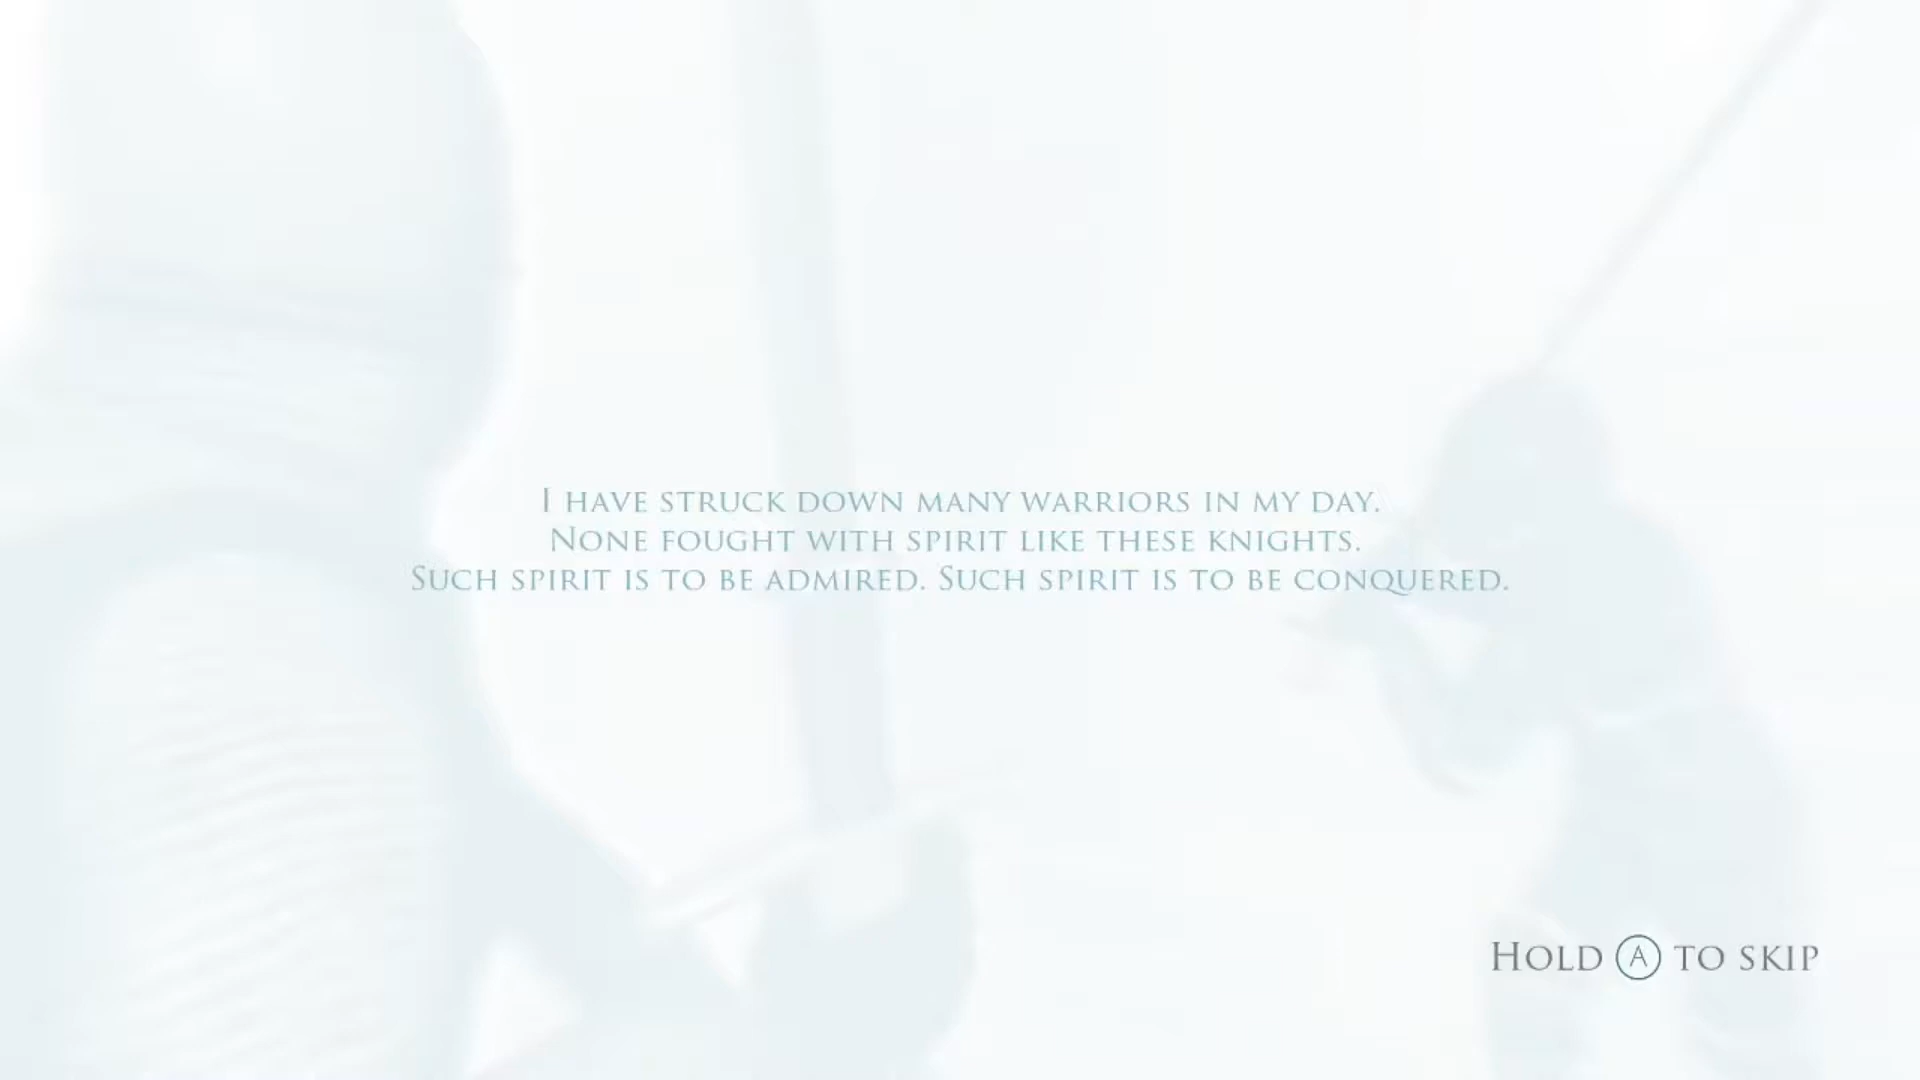 I have struck down many warriors in my day.
None fought with spirit like these knights.
Such spirit is to be admired. Such spirit is to be conquered.
Hold A to skip